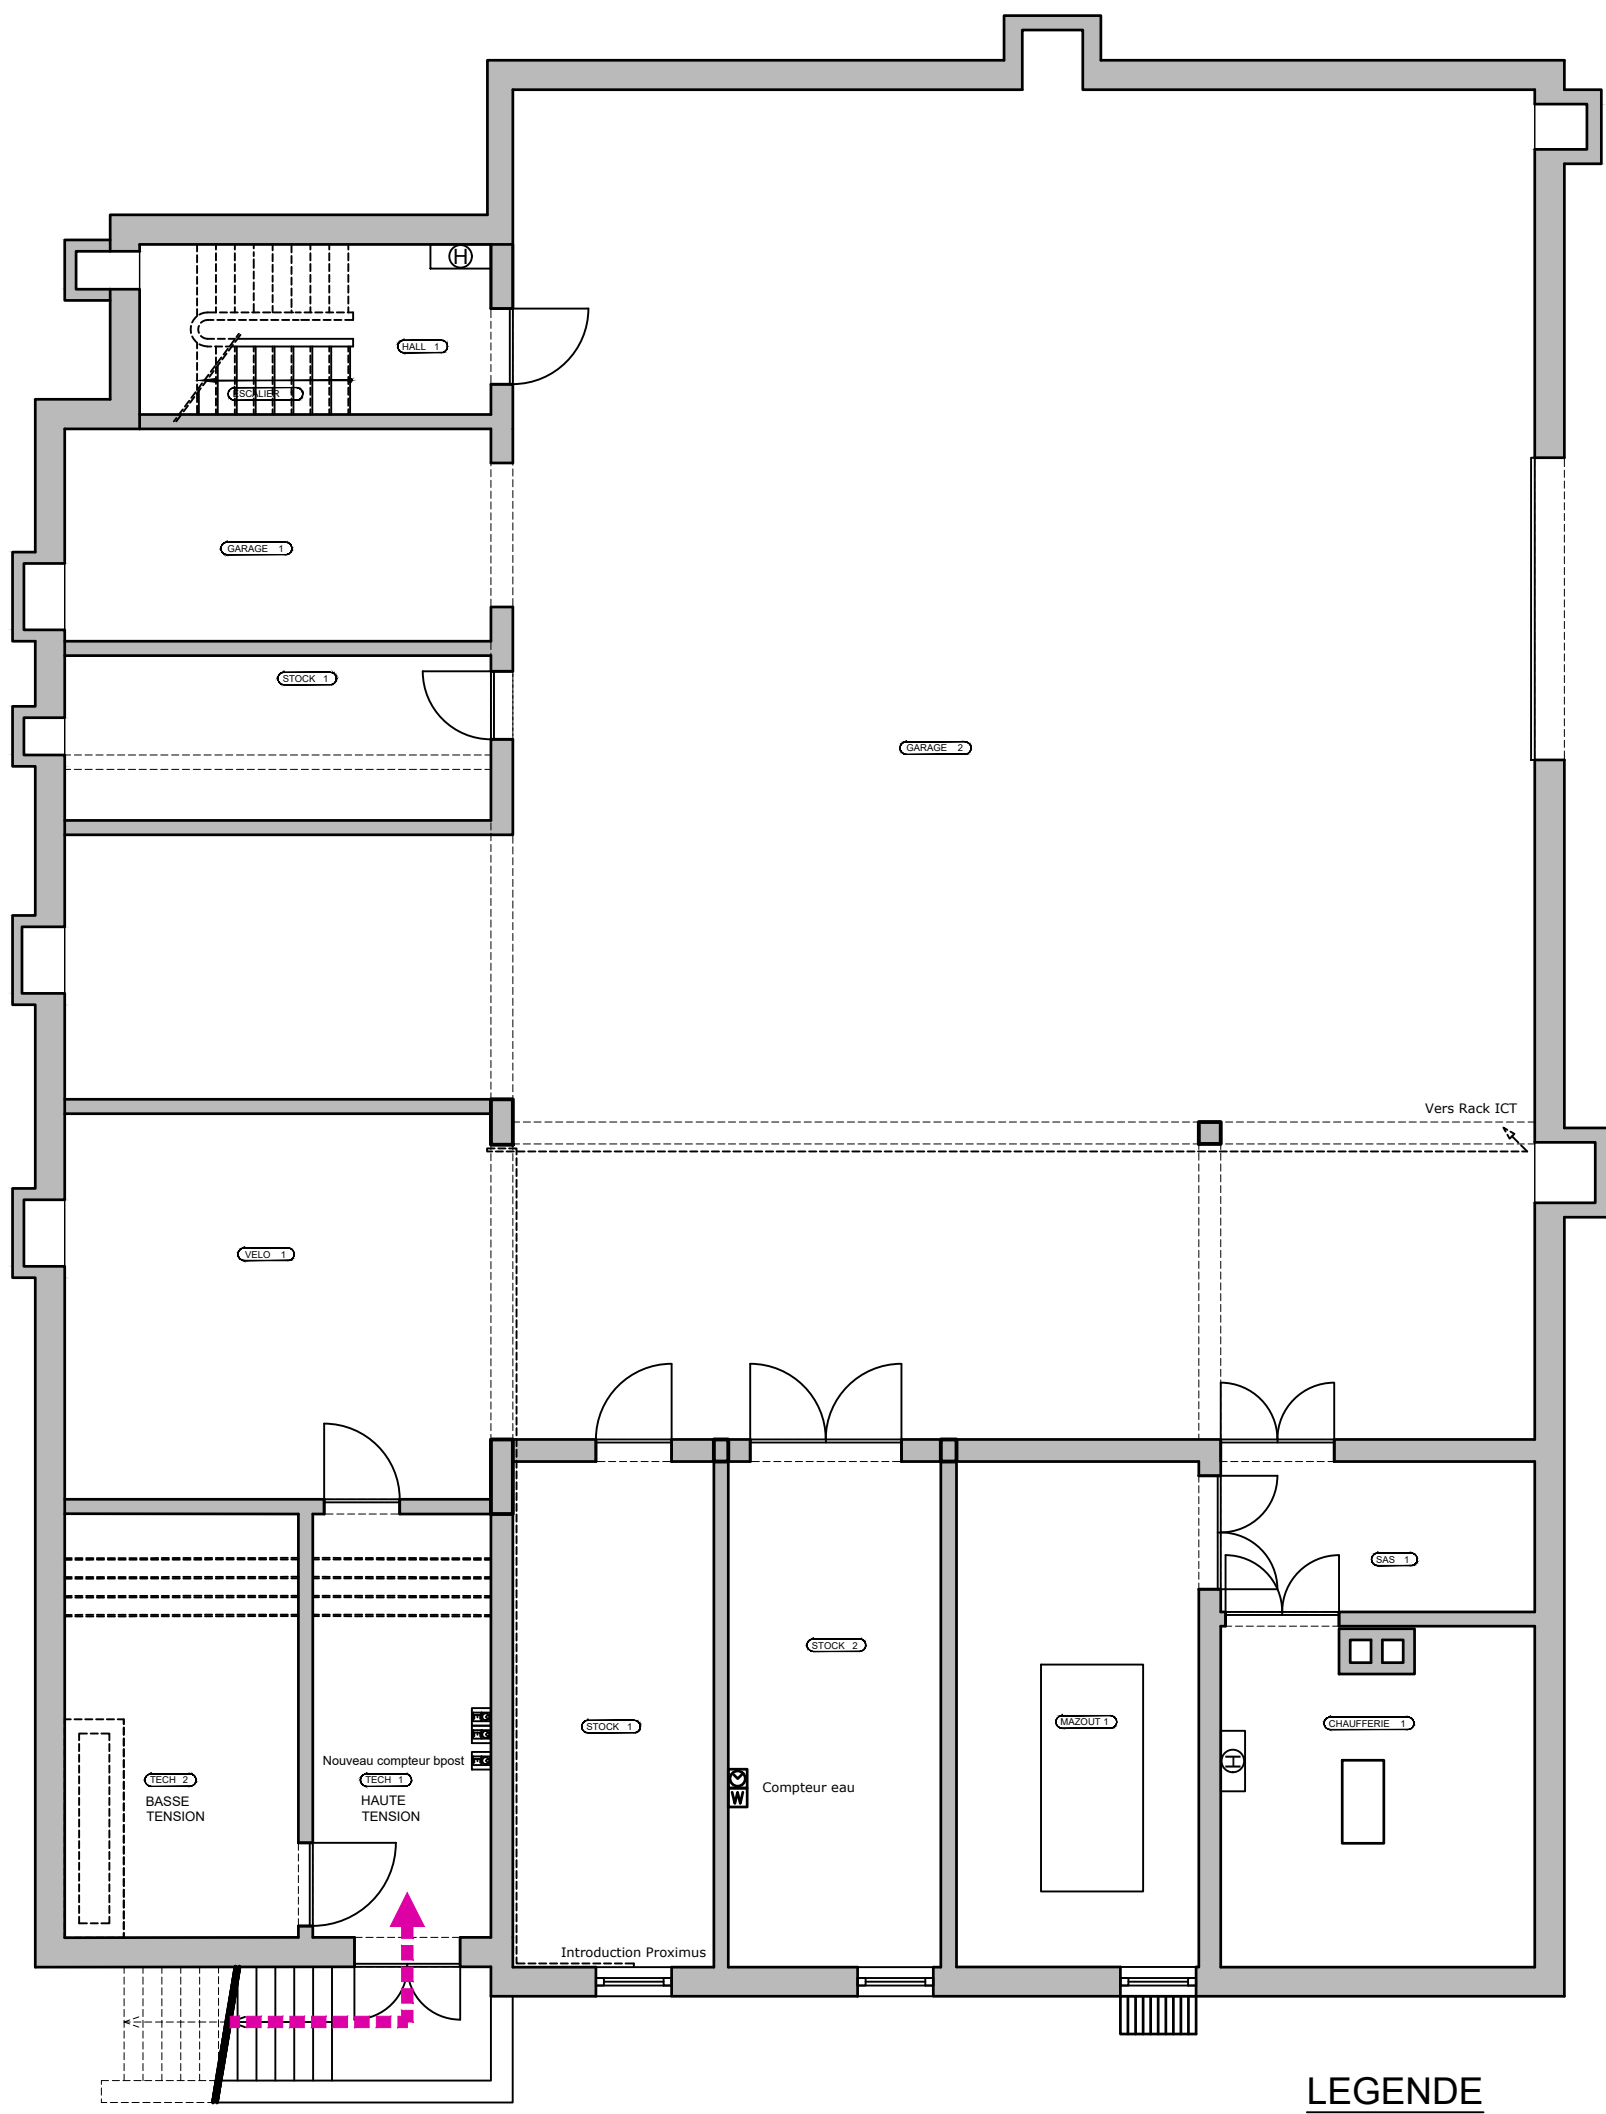 H
HALL 1
ESCALIER
GARAGE 1
STOCK 1
GARAGE 2
Vers Rack ICT
VELO 1
SAS 1
STOCK 2
STOCK 1
MAZOUT 1
CHAUFFERIE 1
Nouveau compteur bpost
H
TECH 2
BASSE
TENSION
TECH 1
HAUTE
TENSION
Compteur eau
W
Introduction Proximus
LEGENDE